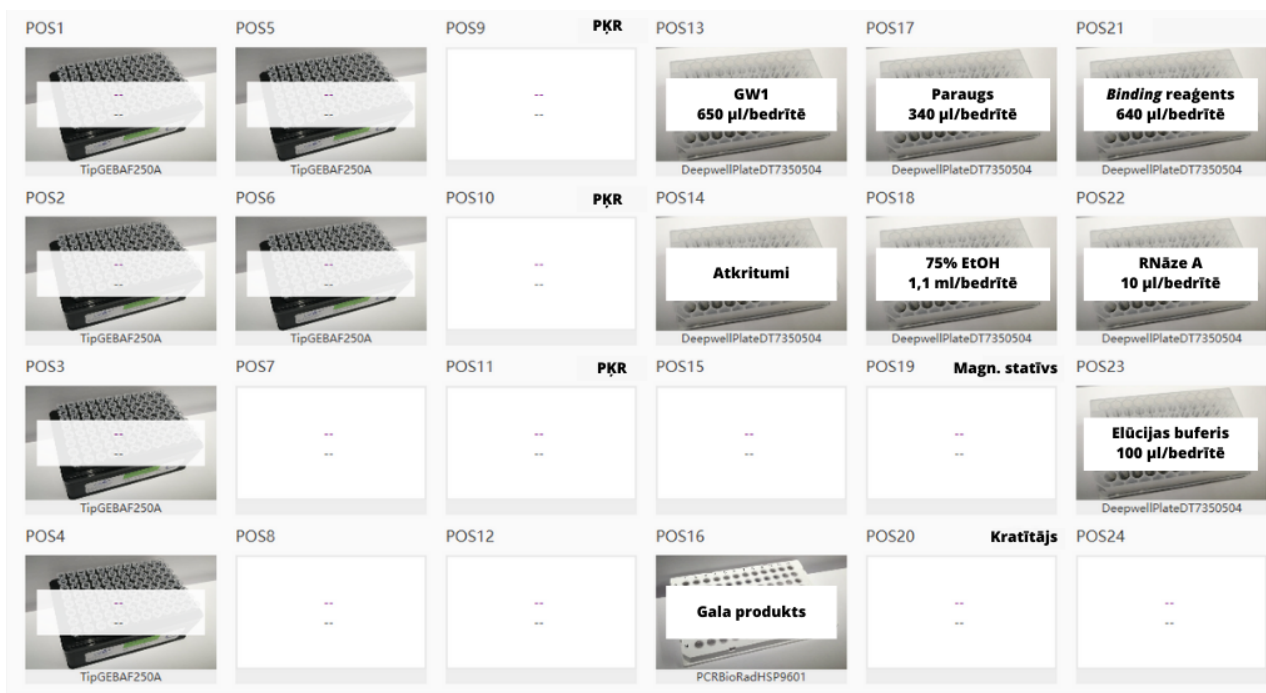 POS1
POS5
POS9 PĶR
POS13
POS17
POS21
--
--
--
--
--
--
GW1
650 µl/bedrītē
Paraugs
340 µl/bedrītē
Binding reaģents
640 µl/bedrītē
TipGEBAF250A
TipGEBAF250A
DeepwellPlateDT7350504
DeepwellPlateDT7350504
DeepwellPlateDT7350504
POS2
POS6
POS10 PĶR
POS14
POS18
POS22
--
--
--
--
--
--
Atkritumi
75% EtOH
1,1 ml/bedrītē
RNāze A
10 µl/bedrītē
TipGEBAF250A
TipGEBAF250A
DeepwellPlateDT7350504
DeepwellPlateDT7350504
DeepwellPlateDT7350504
POS3
POS7
POS11 PĶR
POS15
POS19 Magn. statīvs
POS23
--
--
--
--
--
--
--
--
--
--
Elūcijas buferis
100 µl/bedrītē
TipGEBAF250A
DeepwellPlateDT7350504
POS4
POS8
POS12
POS16
POS20 Kratītājs
POS24
--
--
--
--
--
--
Gala produkts
--
--
--
--
TipGEBAF250A
PCRBioRadHSP9601